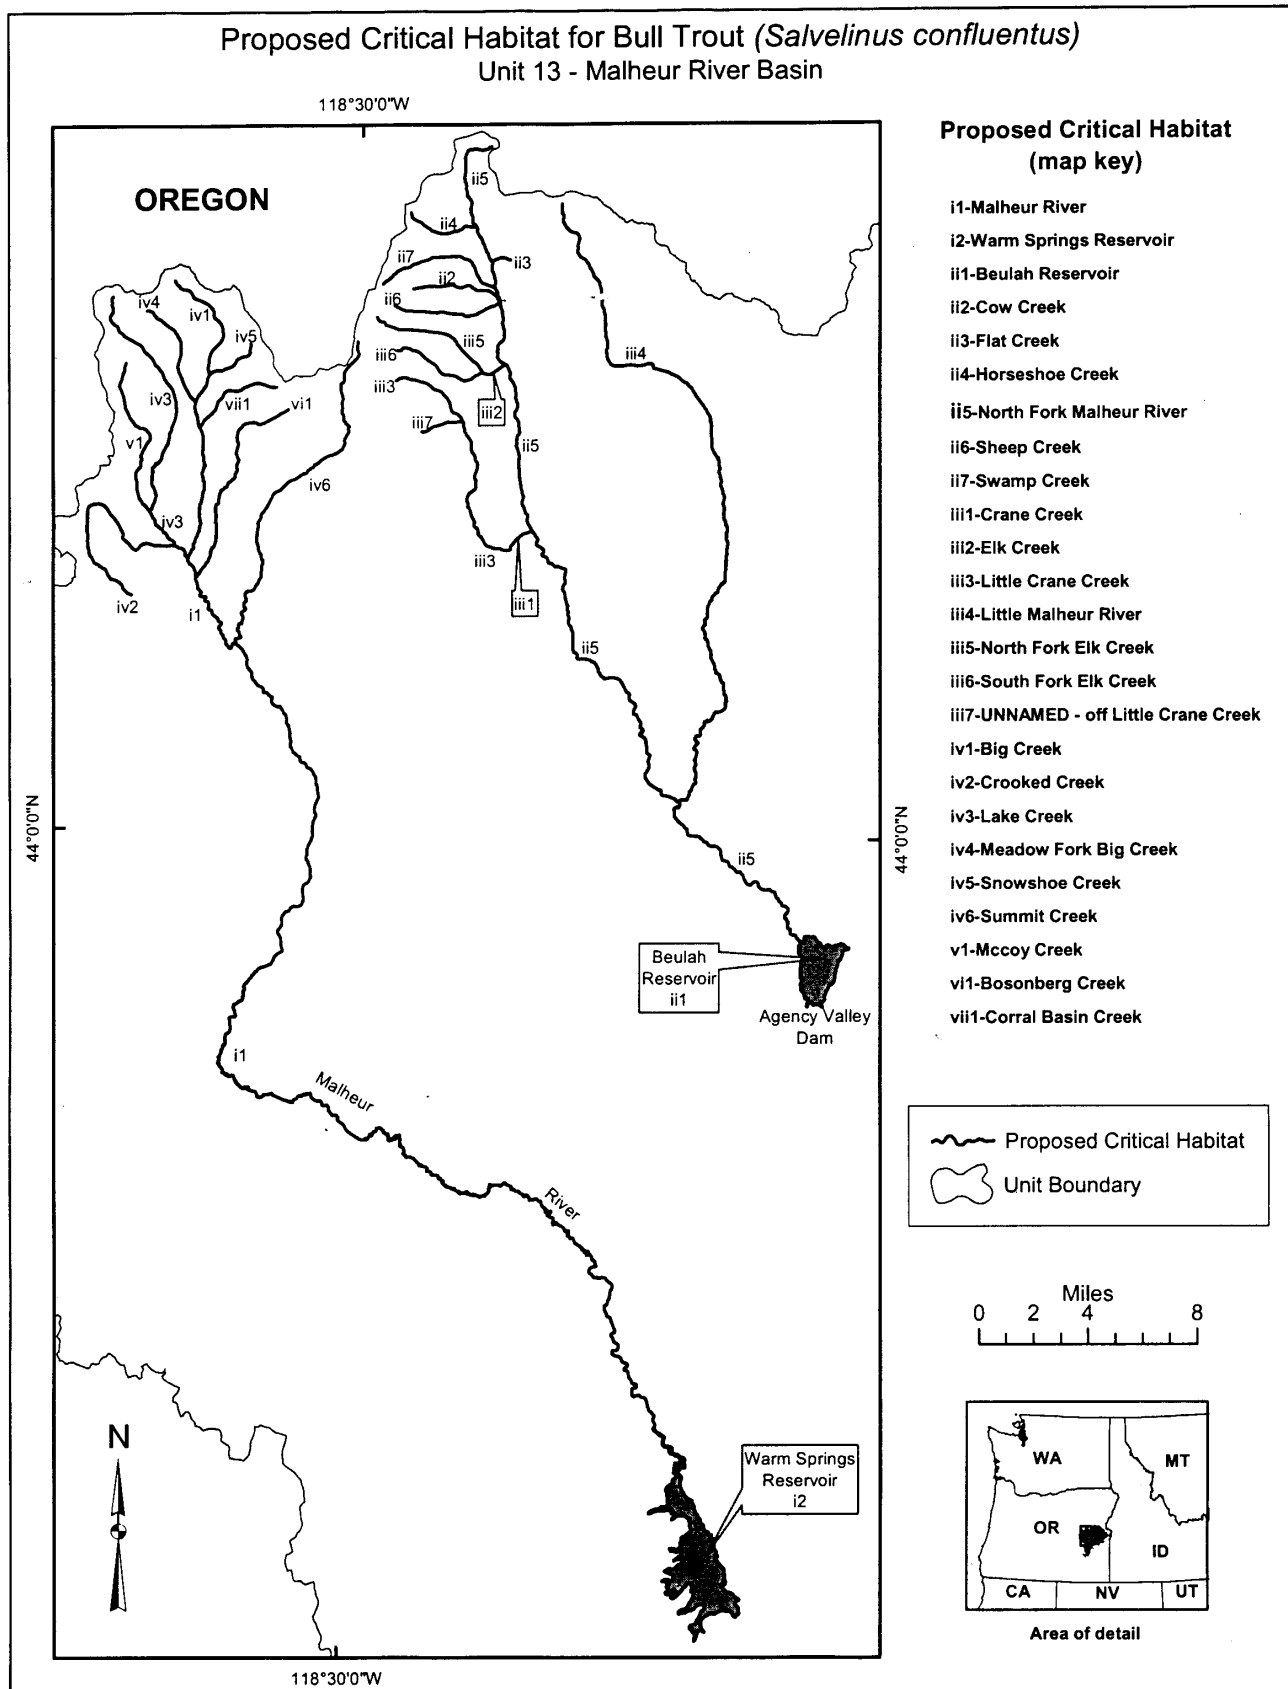 Proposed Critical Habitat for Bull Trout (Salvelinus confluentus)
Unit 13 - Malheur River Basin
118°30'0"W
OREGON
ii5
ii4
ii7
ii3
ii2
ii6
iv4
iv1
iv5
iii5
iii6
iii4
iii3
iii2
iv3
vii1
vi1
iii7
v1
ii5
iv6
iv3
iii3
iii1
iv2
i1
ii5
44°0'0"N
44°0'0"N
ii5
Beulah
Reservoir
ii1
Agency Valley
Dam
i1
Malheur
River
N
Warm Springs
Reservoir
i2
118°30'0"W
Proposed Critical Habitat
(map key)
i1-Malheur River
i2-Warm Springs Reservoir
ii1-Beulah Reservoir
ii2-Cow Creek
ii3-Flat Creek
ii4-Horseshoe Creek
ii5-North Fork Malheur River
ii6-Sheep Creek
ii7-Swamp Creek
iii1-Crane Creek
iii2-Elk Creek
iii3-Little Crane Creek
iii4-Little Malheur River
iii5-North Fork Elk Creek
iii6-South Fork Elk Creek
iii7-UNNAMED - off Little Crane Creek
iv1-Big Creek
iv2-Crooked Creek
iv3-Lake Creek
iv4-Meadow Fork Big Creek
iv5-Snowshoe Creek
iv6-Summit Creek
v1-Mccoy Creek
vi1-Bosonberg Creek
vii1-Corral Basin Creek
Proposed Critical Habitat
Unit Boundary
Miles
0 2 4 8
WA
MT
OR
ID
CA
NV
UT
Area of detail